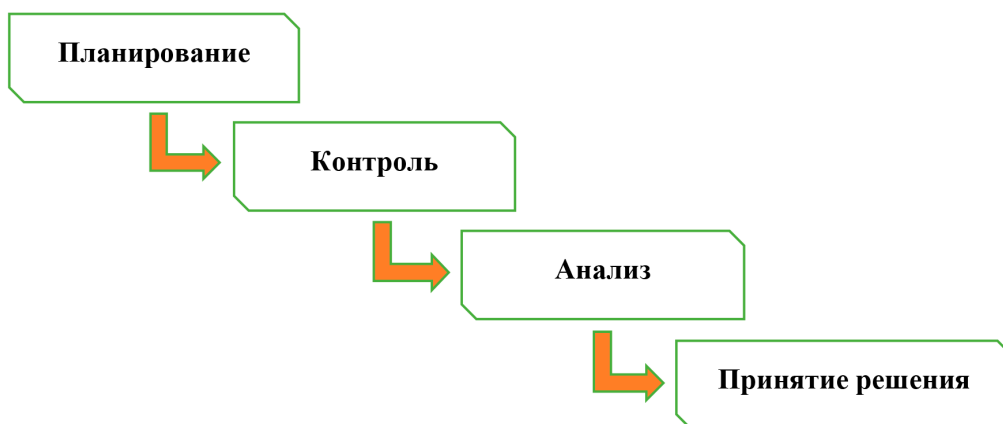 Планирование
Контроль
Анализ
Принятие решения